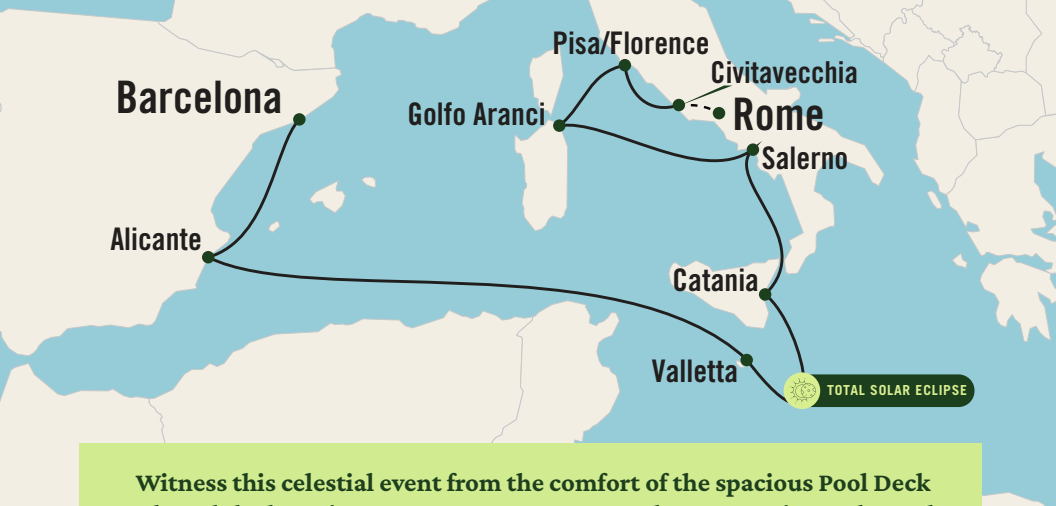 Pisa/Florence
Civitavecchia
Barcelona
Golfo Aranci
Rome
Salerno
Alicante
Catania
Valletta
TOTAL SOLAR ECLIPSE
Witness this celestial event from the comfort of the spacious Pool Deck